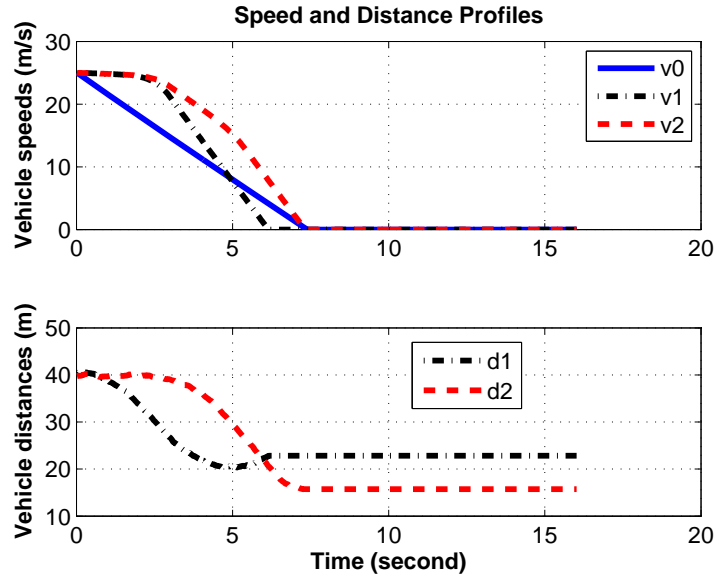 Speed and Distance Profiles
Vehicle speeds (m/s)
30
20
10
0
0
5
10
15
20
v0
v1
v2
Vehicle distances (m)
50
40
30
20
10
0
5
10
15
20
d1
d2
Time (second)